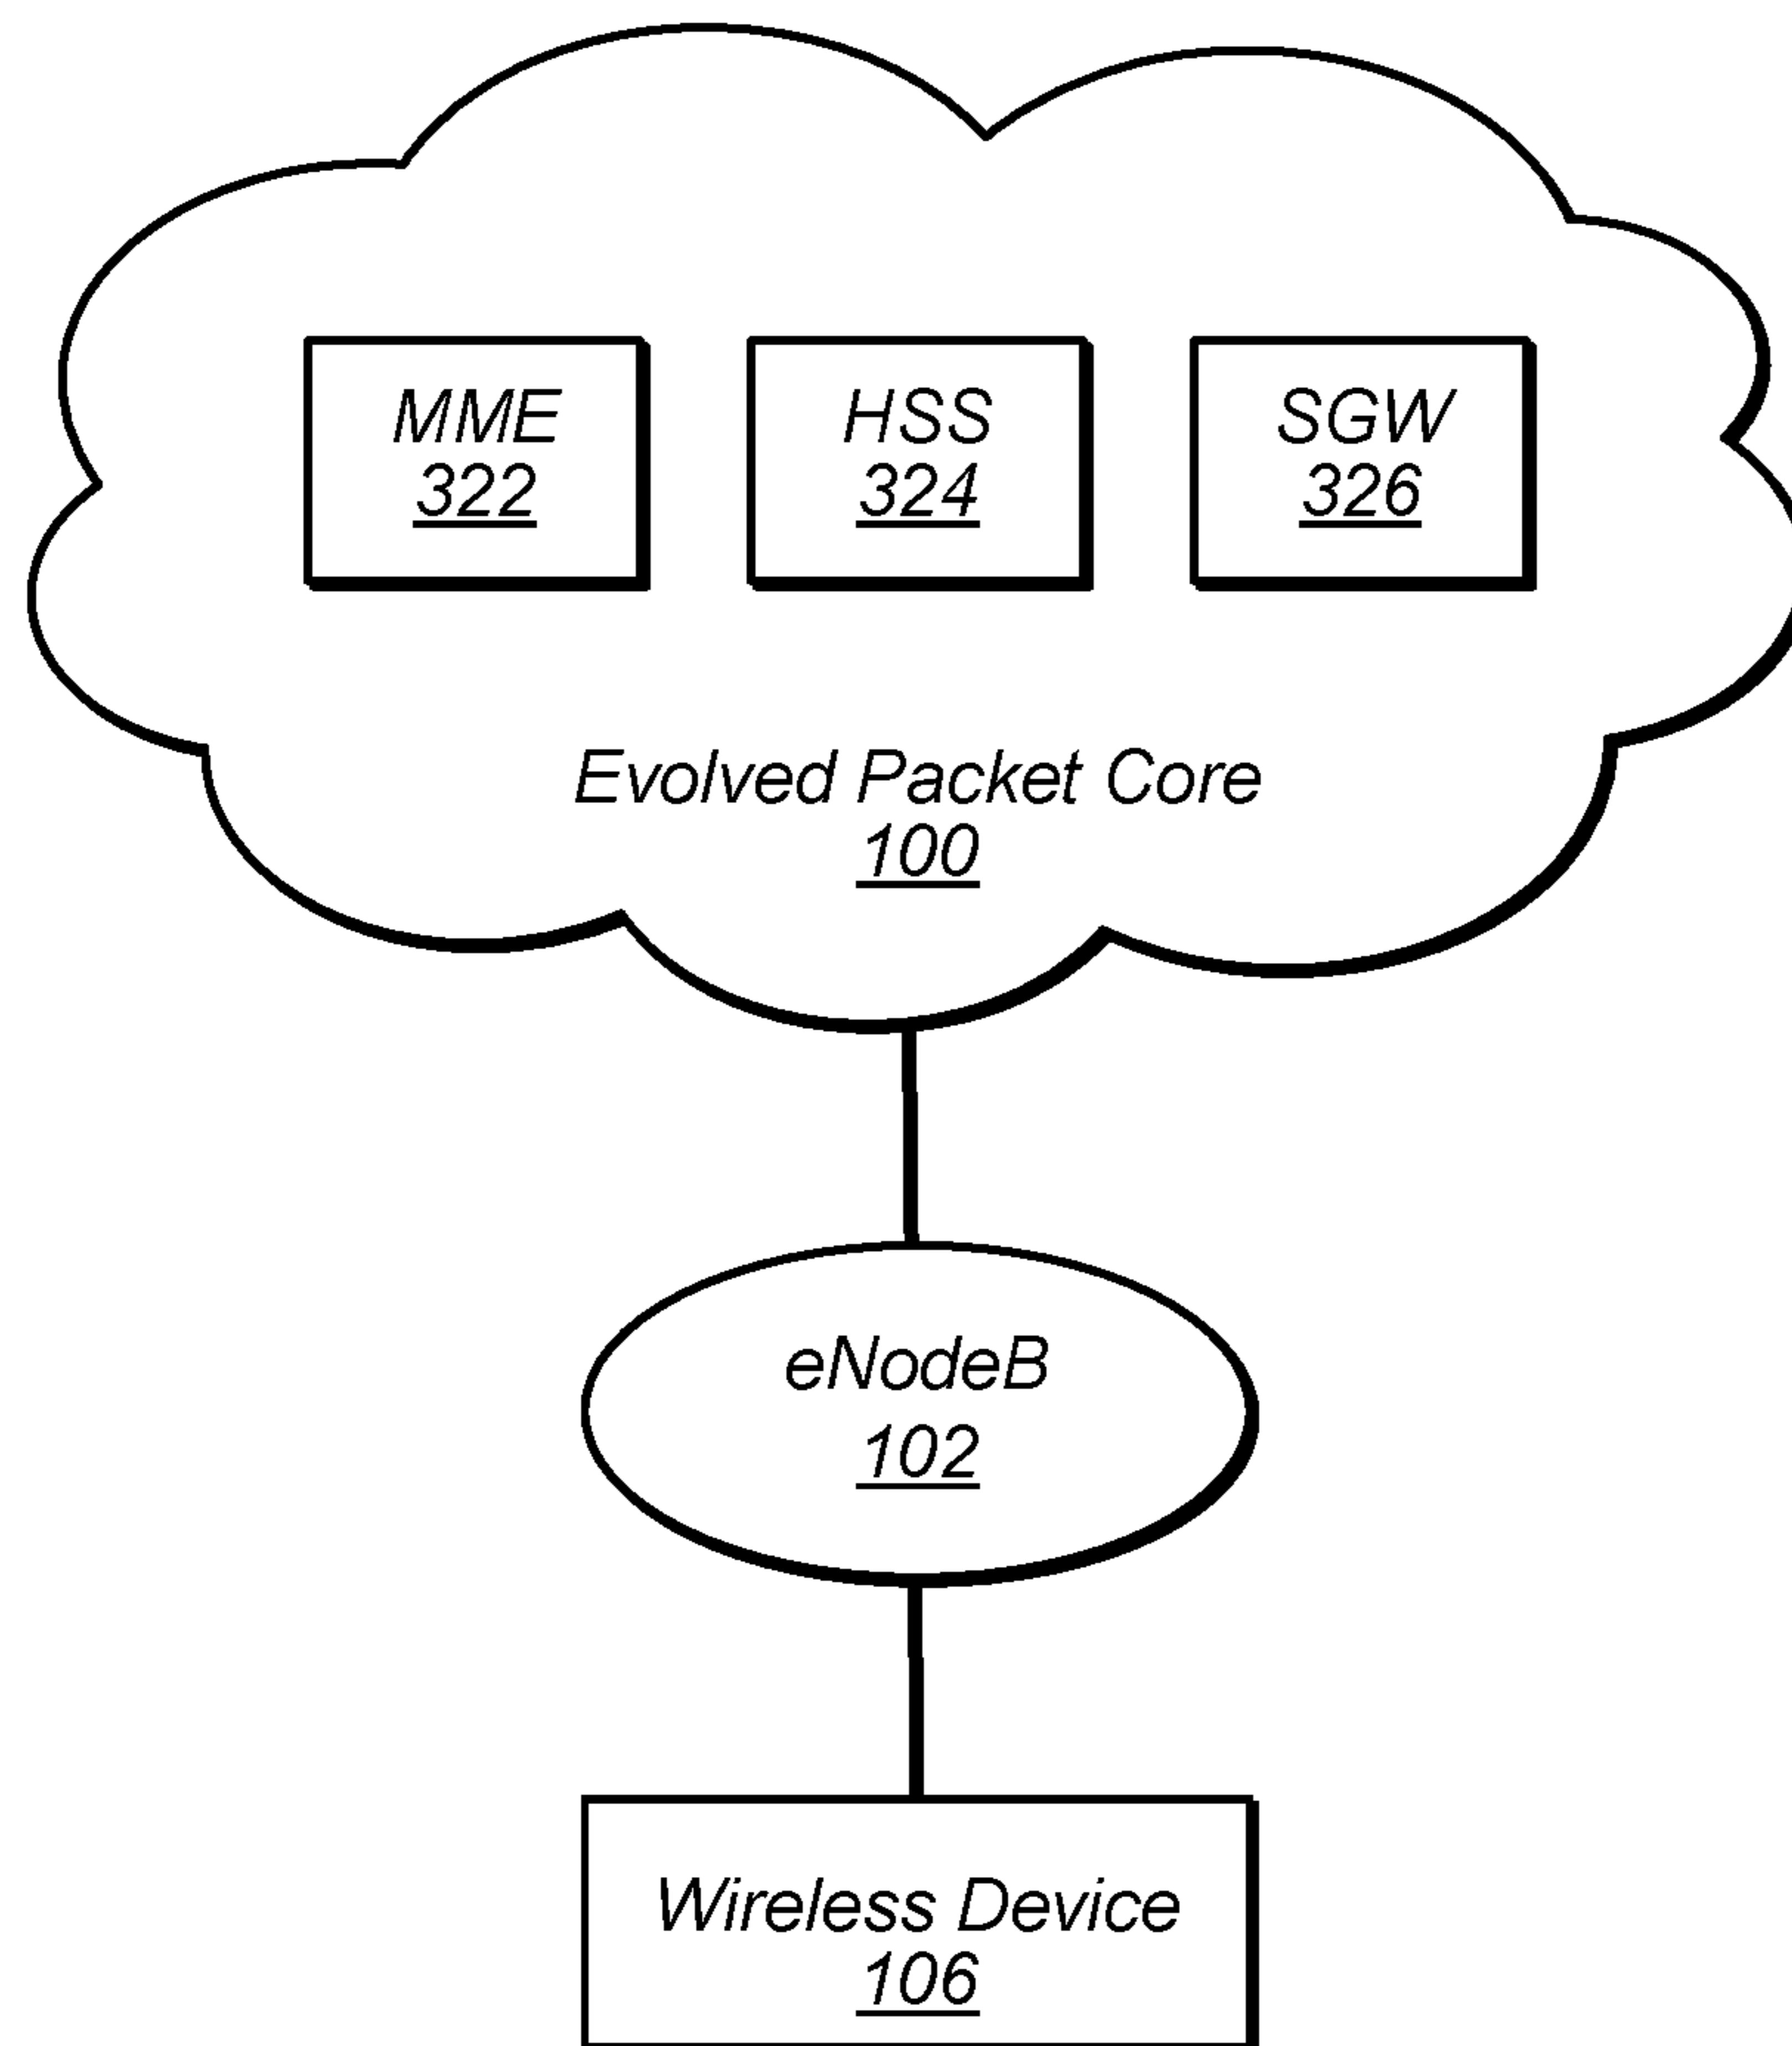 MME
322
HSS
324
SGW
326
Evolved Packet Core
100
eNodeB
102
Wireless Device
106